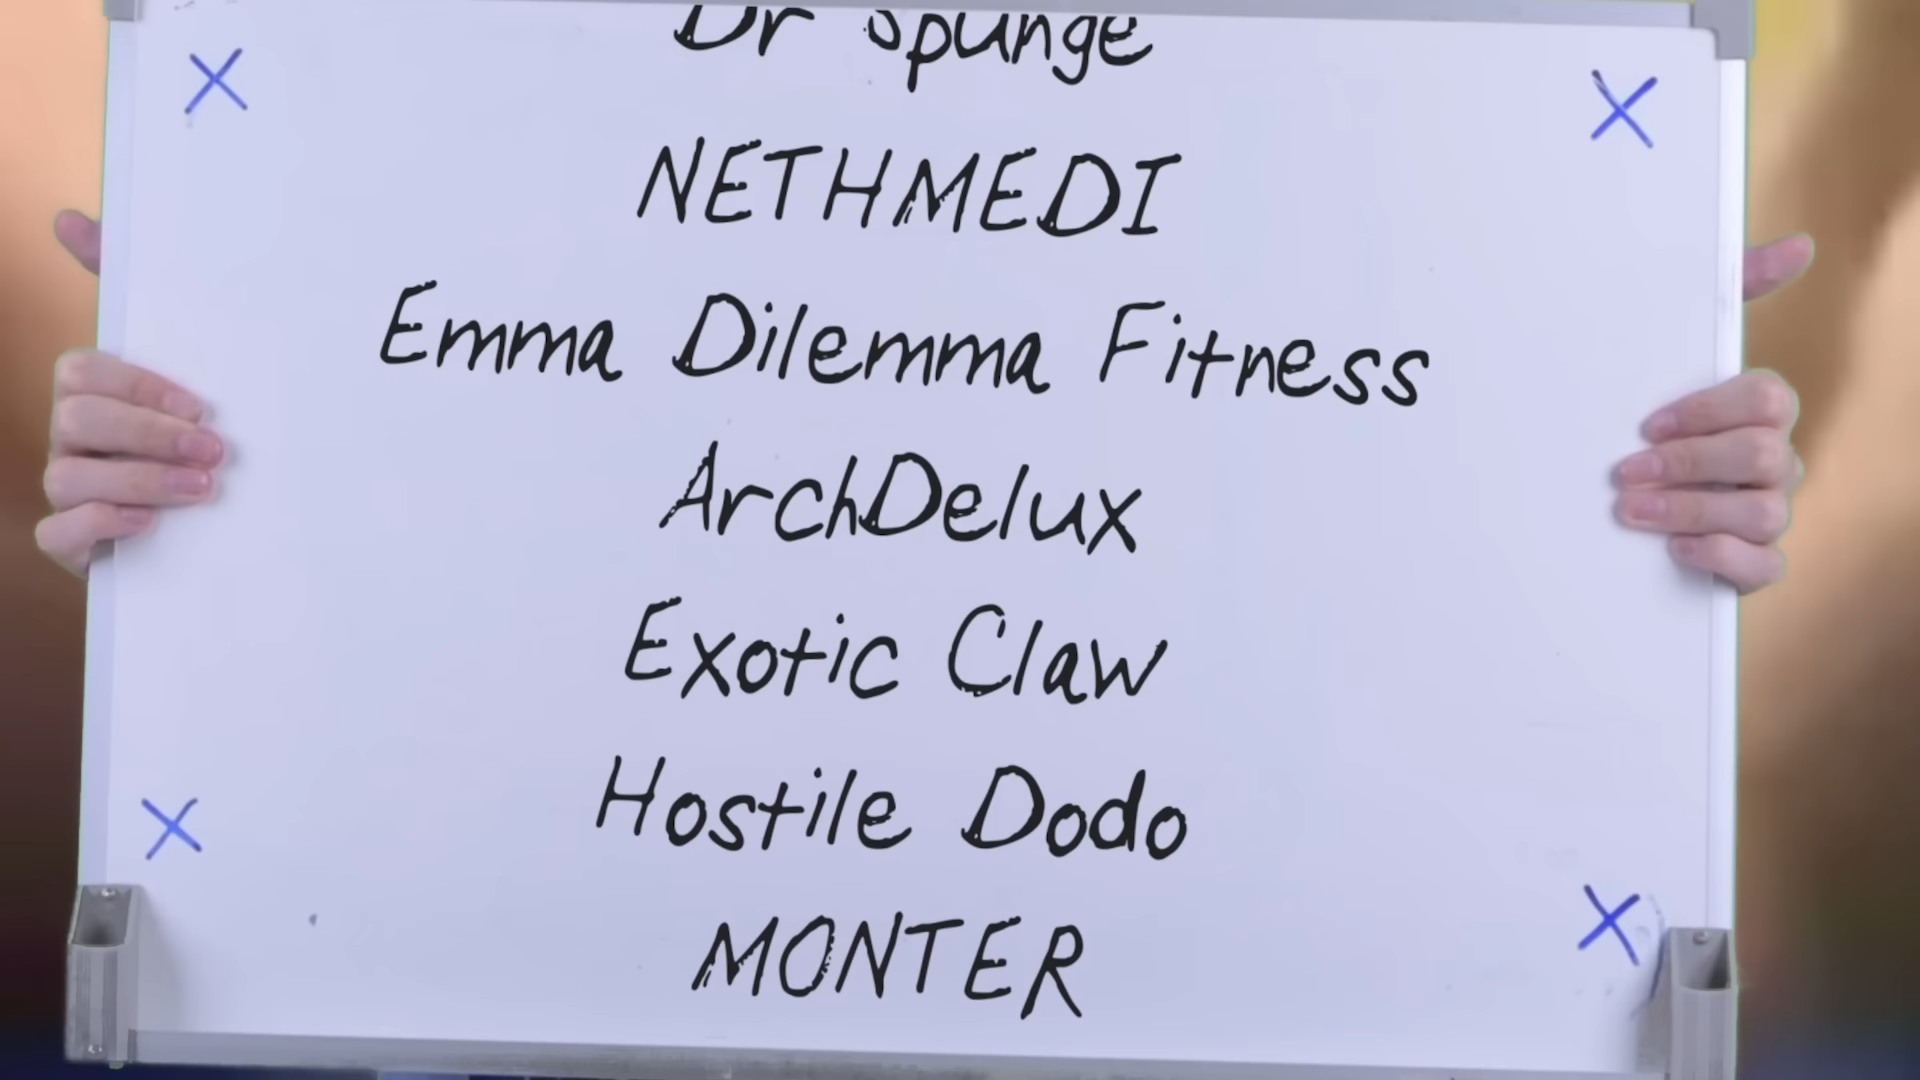 Dr Spunge
NETHMEDI
Emma Dilemma Fitness
ArchDelux
Exotic Claw
Hostile Dodo
MONTER